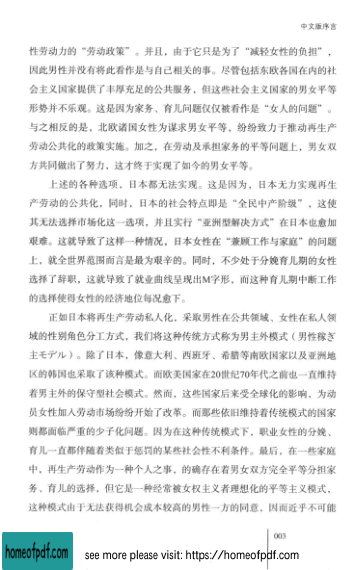 中文版序言
性劳动力的“劳动政策”。并且，由于它只是为了“减轻女性的负担”，
因此男性并没有将此看作是与自己相关的事。尽管包括东欧各国在内的社
会主义国家提供了丰厚充足的公共服务，但这些社会主义国家的男女平等
形势并不乐观。这是因为家务、育儿问题仅仅被看作是“女人的问题”。
与之相反的是，北欧诸国女性为谋求男女平等，纷纷致力于推动再生产
劳动公共化的政策实施。加之，在劳动及承担家务的平等问题上，男女双
方共同做出了努力，这才终于实现了如今的男女平等。
上述的各种选项，日本都无法实现。这是因为，日本无力实现再生
产劳动的公共化，同时，日本的社会特点即是“全民中产阶级”，这使
其无法选择市场化这一选项，并且实行“亚洲型解决方式”在日本也愈加
艰难。这就导致了这样一种情况，日本女性在“兼顾工作与家庭”的问题
上，就全世界范围而言是最为艰辛的。同时，不少处于分娩育儿期的女性
选择了辞职，这就导致了就业曲线呈现出M字形，而这种育儿期中断工作
的选择使得女性的经济地位每况愈下。
正如日本将再生产劳动私人化，采取男性在公共领域、女性在私人领
域的性别角色分工方式，我们将这种传统方式称为男主外模式（男性稼ぎ
主モデル）。除了日本，像意大利、西班牙、希腊等南欧国家以及亚洲地
区的韩国也采取了该种模式。而欧美国家在20世纪70年代之前也一直维持
着男主外的保守型社会模式。然而，这些国家后来受全球化的影响，为动
员女性加入劳动市场纷纷开始了改革。而那些依旧维持着传统模式的国家
则都面临严重的少子化问题。因为在这种传统模式下，职业女性的分娩、
育儿一直都伴随着类似于惩罚的某些社会性不利条件。最后，在一些家庭
中，再生产劳动作为一种个人之事，的确存在着男女双方完全平等分担家
务、育儿的选择，但它是一种经常被女权主义者理想化的平等主义模式，
这种模式由于无法获得机会成本较高的男性一方的同意，因而近乎不可能
003
homeofpdf.com
see more please visit: https://homeofpdf.com